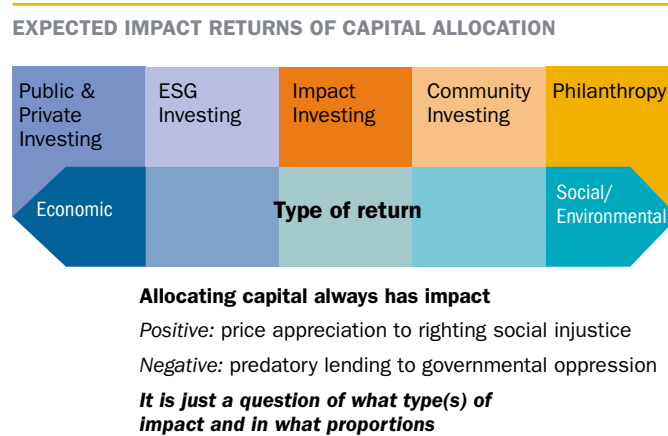 EXPECTED IMPACT RETURNS OF CAPITAL ALLOCATION
Public &
Private
Investing
ESG
Investing
Impact
Investing
Community
Investing
Philanthropy
Economic
Type of return
Social/
Environmental
Allocating capital always has impact
Positive: price appreciation to righting social injustice
Negative: predatory lending to governmental oppression
It is just a question of what type(s) of
impact and in what proportions